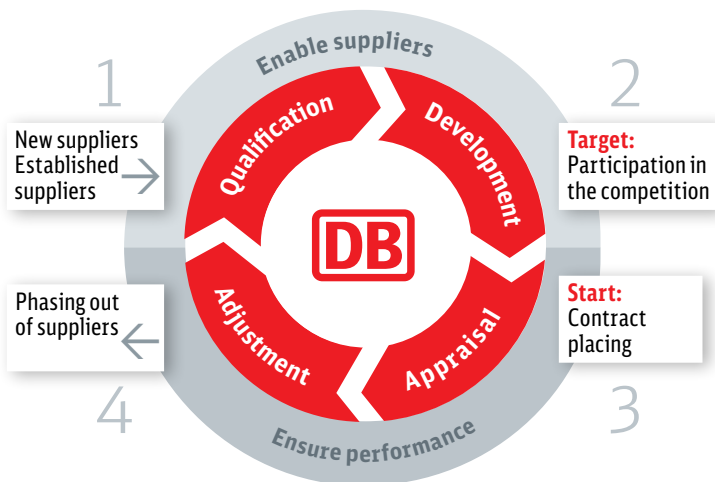 Enable suppliers
1
2
New suppliers
Established
suppliers
Qualification
Development
Target:
Participation in
the competition
DB
Phasing out
of suppliers
Adjustment
Appraisal
Start:
Contract
placing
4
3
Ensure performance